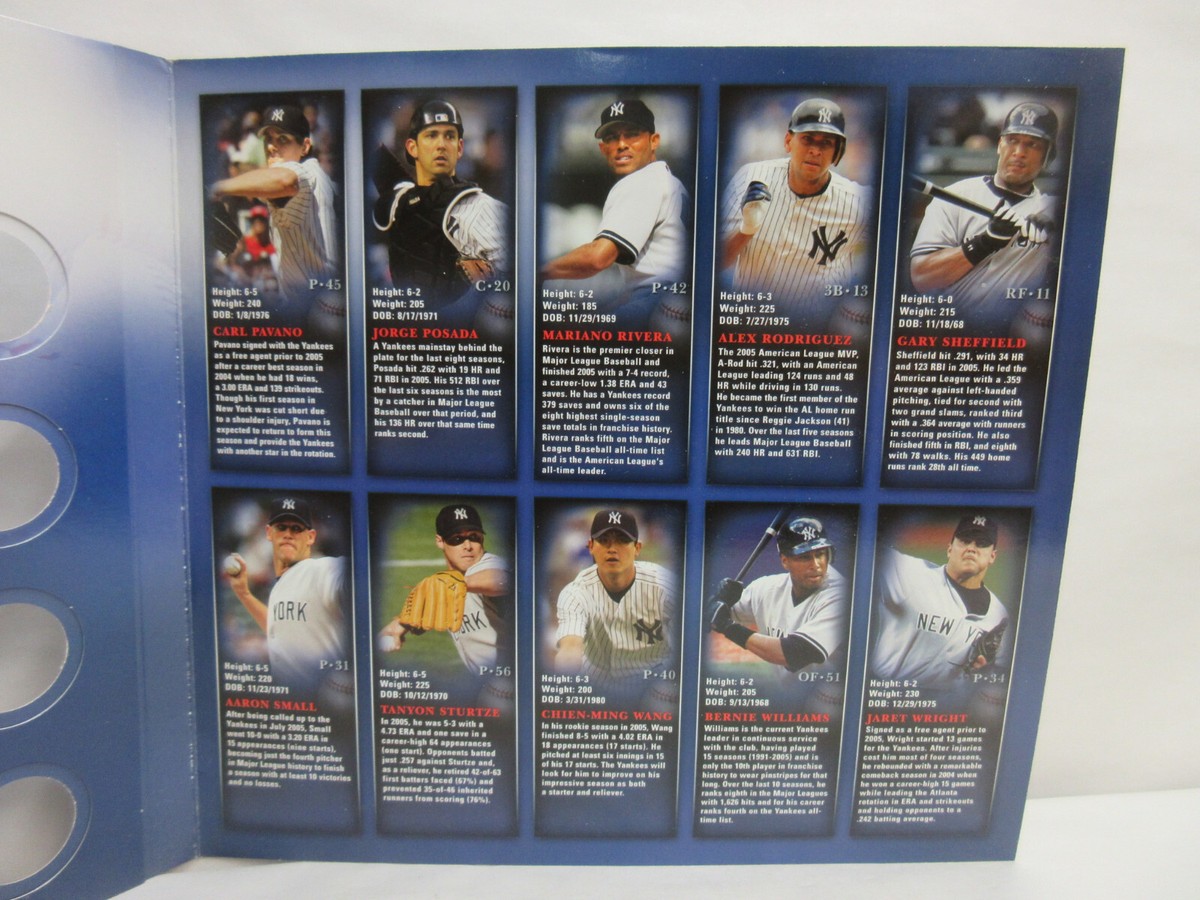 P·45
Height: 6-5
Weight: 240
DOB: 1/8/1976
CARL PAVANO
Pavano signed with the Yankees
as a free agent prior to 2005
after a career best season in
2004 when he had 18 wins,
a 3.00 ERA and 139 strikeouts.
Though his first season in
New York was cut short due
to a shoulder injury, Pavano is
expected to return to form this
season and provide the Yankees
with another star in the rotation.
C·20
Height: 6-2
Weight: 205
DOB: 8/17/1971
JORGE POSADA
A Yankees mainstay behind the
plate for the last eight seasons,
Posada hit .262 with 19 HR and
71 RBI in 2005. His 512 RBI over
the last six seasons is the most
by a catcher in Major League
Baseball over that period, and
his 136 HR over that same time
ranks second.
P·42
Height: 6-2
Weight: 185
DOB: 11/29/1969
MARIANO RIVERA
Rivera is the premier closer in
Major League Baseball and
finished 2005 with a 7-4 record,
a career-low 1.38 ERA and 43
saves. He has a Yankees record
379 saves and owns six of the
eight highest single-season
save totals in franchise history.
Rivera ranks fifth on the Major
League Baseball all-time list
and is the American League's
all-time leader.
3B·13
Height: 6-3
Weight: 225
DOB: 7/27/1975
ALEX RODRIGUEZ
The 2005 American League MVP,
A-Rod hit .321, with an American
League leading 124 runs and 48
HR while driving in 130 runs.
He became the first member of the
Yankees to win the AL home run
title since Reggie Jackson (41)
in 1980. Over the last five seasons
he leads Major League Baseball
with 240 HR and 631 RBI.
RF·11
Height: 6-0
Weight: 215
DOB: 11/18/68
GARY SHEFFIELD
Sheffield hit .291, with 34 HR
and 123 RBI in 2005. He led the
American League with a .359
average against left-handed
pitching, tied for second with
two grand slams, ranked third
with a .364 average with runners
in scoring position. He also
finished fifth in RBI, and eighth
with 78 walks. His 449 home
runs rank 28th all time.
YORK
P·31
Height: 6-5
Weight: 220
DOB: 11/23/1971
AARON SMALL
After being called up to the
Yankees in July 2005, Small
went 10-0 with a 3.20 ERA in
15 appearances (nine starts),
becoming just the fourth pitcher
in Major League history to finish
a season with at least 10 victories
and no losses.
YORK
P·56
Height: 6-5
Weight: 225
DOB: 10/12/1970
TANYON STURTZE
In 2005, he was 5-3 with a
4.73 ERA and one save in a
career-high 64 appearances
(one start). Opponents batted
just .257 against Sturtze and,
as a reliever, he retired 42-of-63
first batters faced (67%) and
prevented 35-of-46 inherited
runners from scoring (76%).
P·40
Height: 6-3
Weight: 200
DOB: 3/31/1980
CHIEN-MING WANG
In his rookie season in 2005, Wang
finished 8-5 with a 4.02 ERA in
18 appearances (17 starts). He
pitched at least six innings in 15
of his 17 starts. The Yankees will
look for him to improve on his
impressive season as both
a starter and reliever.
OF·51
Height: 6-2
Weight: 205
DOB: 9/13/1968
BERNIE WILLIAMS
Williams is the current Yankees
leader in continuous service
with the club, having played
15 seasons (1991-2005) and is
only the 10th player in franchise
history to wear pinstripes for that
long. Over the last 10 seasons, he
ranks eighth in the Major Leagues
with 1,626 hits and for his career
ranks fourth on the Yankees all-
time list.
NEW Y
P·34
Height: 6-2
Weight: 230
DOB: 12/29/1975
JARET WRIGHT
Signed as a free agent prior to
2005, Wright started 13 games
for the Yankees. After injuries
cost him most of four seasons,
he rebounded with a remarkable
comeback season in 2004 when
he won a career-high 15 games
while leading the Atlanta
rotation in ERA and strikeouts
and holding opponents to a
.242 batting average.